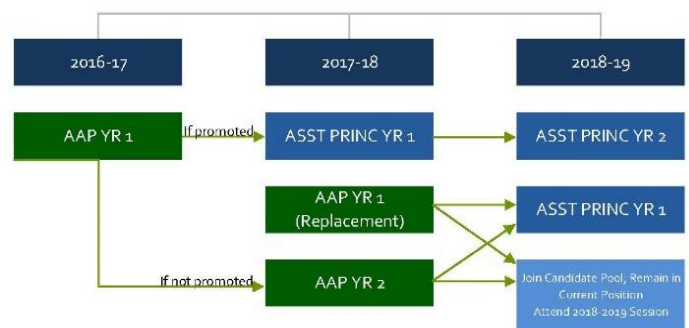 2016-17
2017-18
2018-19
AAP YR 1
If promoted
ASST PRINC YR 1
ASST PRINC YR 2
AAP YR 1
(Replacement)
ASST PRINC YR 1
If not promoted
AAP YR 2
Join Candidate Pool; Remain in
Current Position
Attend 2018-2019 Session